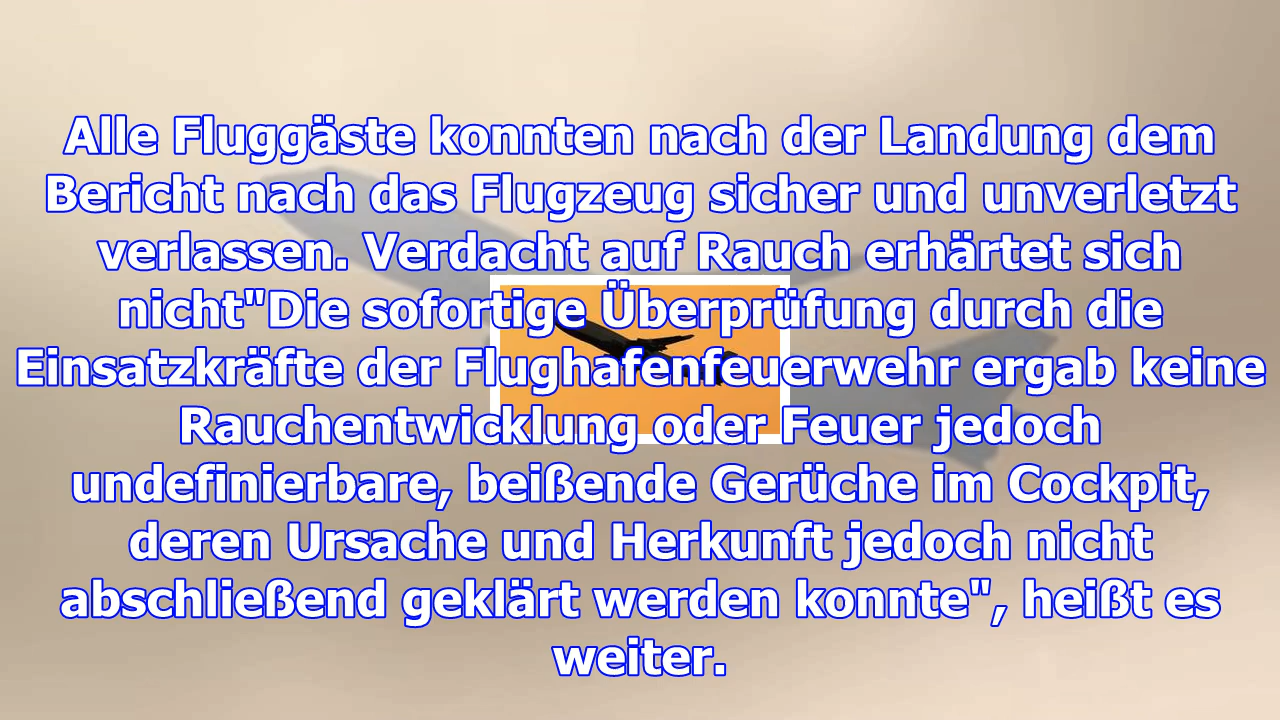 Alle Fluggäste konnten nach der Landung dem
Bericht nach das Flugzeug sicher und unverletzt
verlassen. Verdacht auf Rauch erhärtet sich
nicht"Die sofortige Überprüfung durch die
Einsatzkräfte der Flughafenfeuerwehr ergab keine
Rauchentwicklung oder Feuer jedoch
undefinierbare, beißende Gerüche im Cockpit,
deren Ursache und Herkunft jedoch nicht
abschließend geklärt werden konnte", heißt es
weiter.